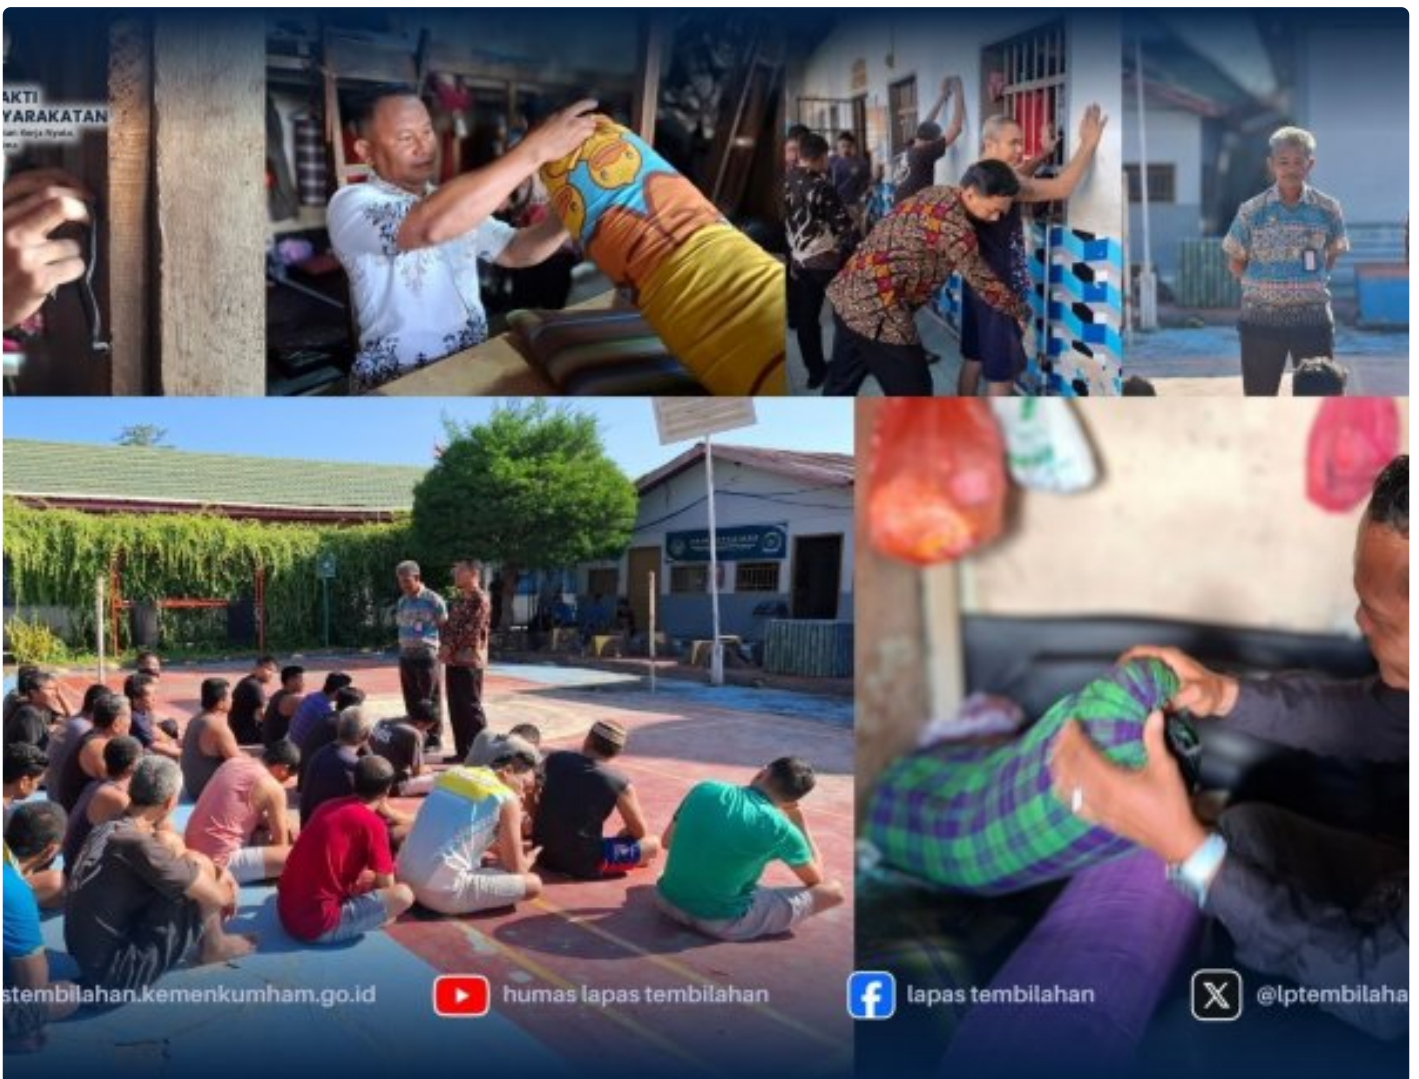 AKTI
YARAKATAN
stembilahan.kemenkumham.go.id
humas lapas tembilahan
lapas tembilahan
@lptembilaha